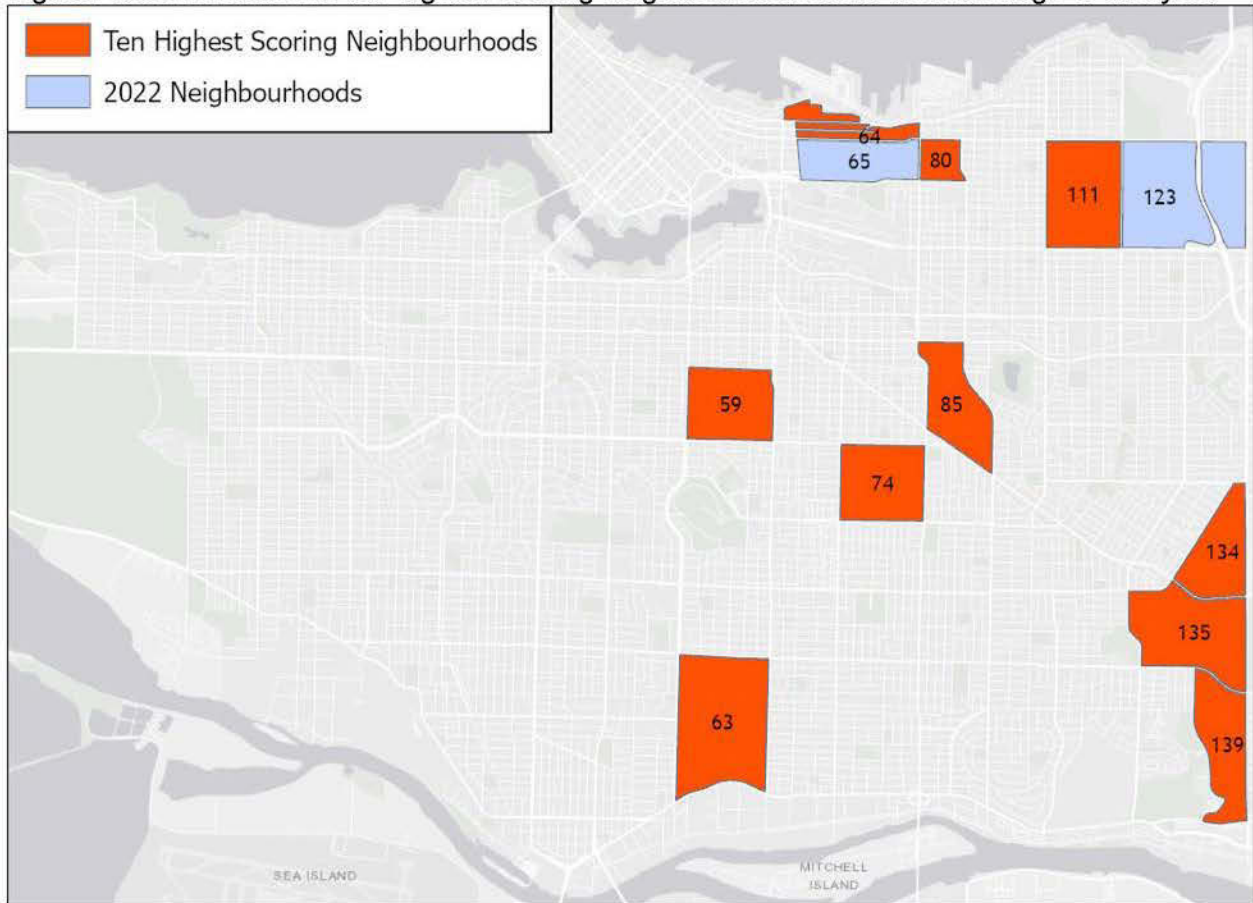 Ten Highest Scoring Neighbourhoods
2022 Neighbourhoods
64
65
80
111
123
59
85
74
134
135
63
139
SEA ISLAND
MITCHELL
ISLAND